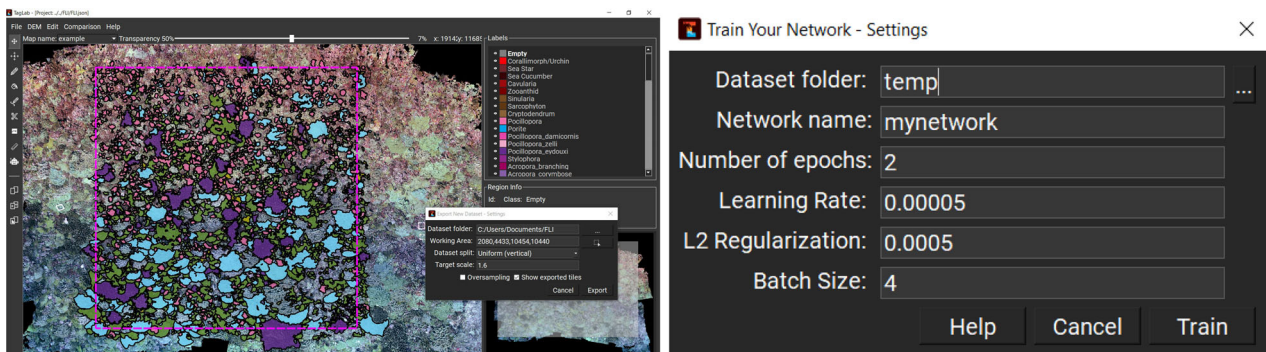 TagLab - [Project ../../FLI/FLI.json]
File DEM Edit Comparison Help
Map name: example
Transparency 50%
7%
Labels
Empty
Corallimorph/Urchin
Sea Star
Sea Cucumber
Cavularia
Zooanthid
Sinularia
Sarcophyton
Cryptodendrum
Pocillopora
Porite
Pocillopora_damicornis
Pocillopora_zelli
Pocillopora_eydouxi
Stylophora
Acropora_branching
Acropora_corymbose
Region Info
Id: Class: Empty
Export New Dataset - Settings
Dataset folder: C:/Users/Documents/FLI ...
Working Area: 2080,4433,10454,10440
Dataset split: Uniform (vertical)
Target scale: 1.6
Oversampling Show exported tiles
Cancel Export
Train Your Network - Settings
Dataset folder: temp ...
Network name: mynetwork
Number of epochs: 2
Learning Rate: 0.00005
L2 Regularization: 0.0005
Batch Size: 4
Help Cancel Train